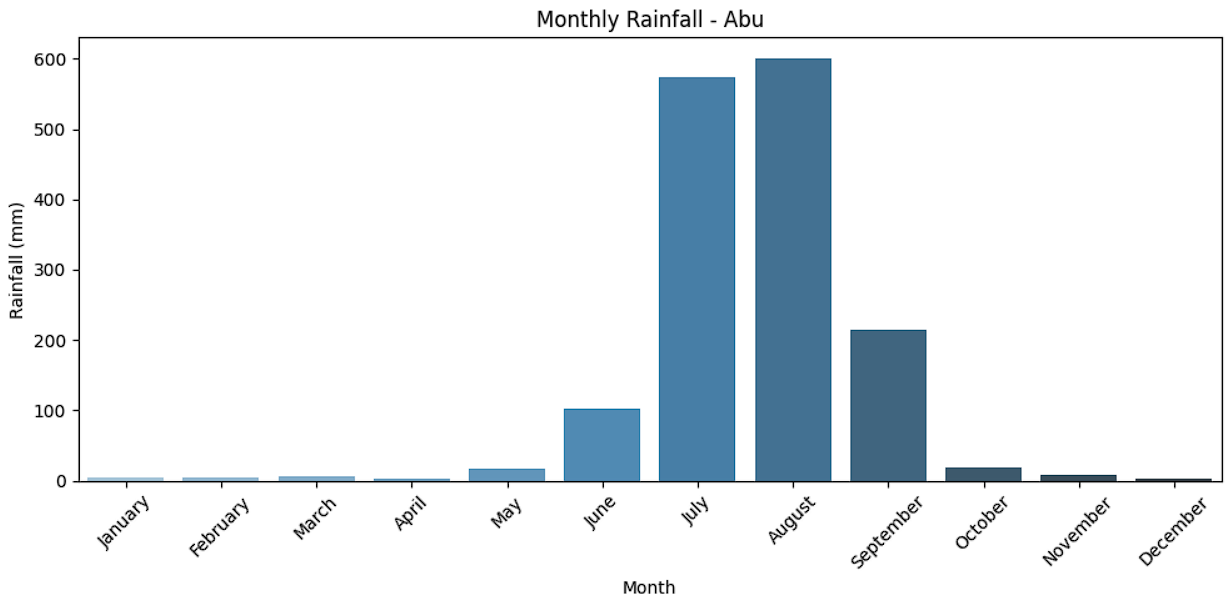 Monthly Rainfall - Abu
Rainfall (mm)
600
500
400
300
200
100
0
January
February
March
April
May
June
July
August
September
October
November
December
Month